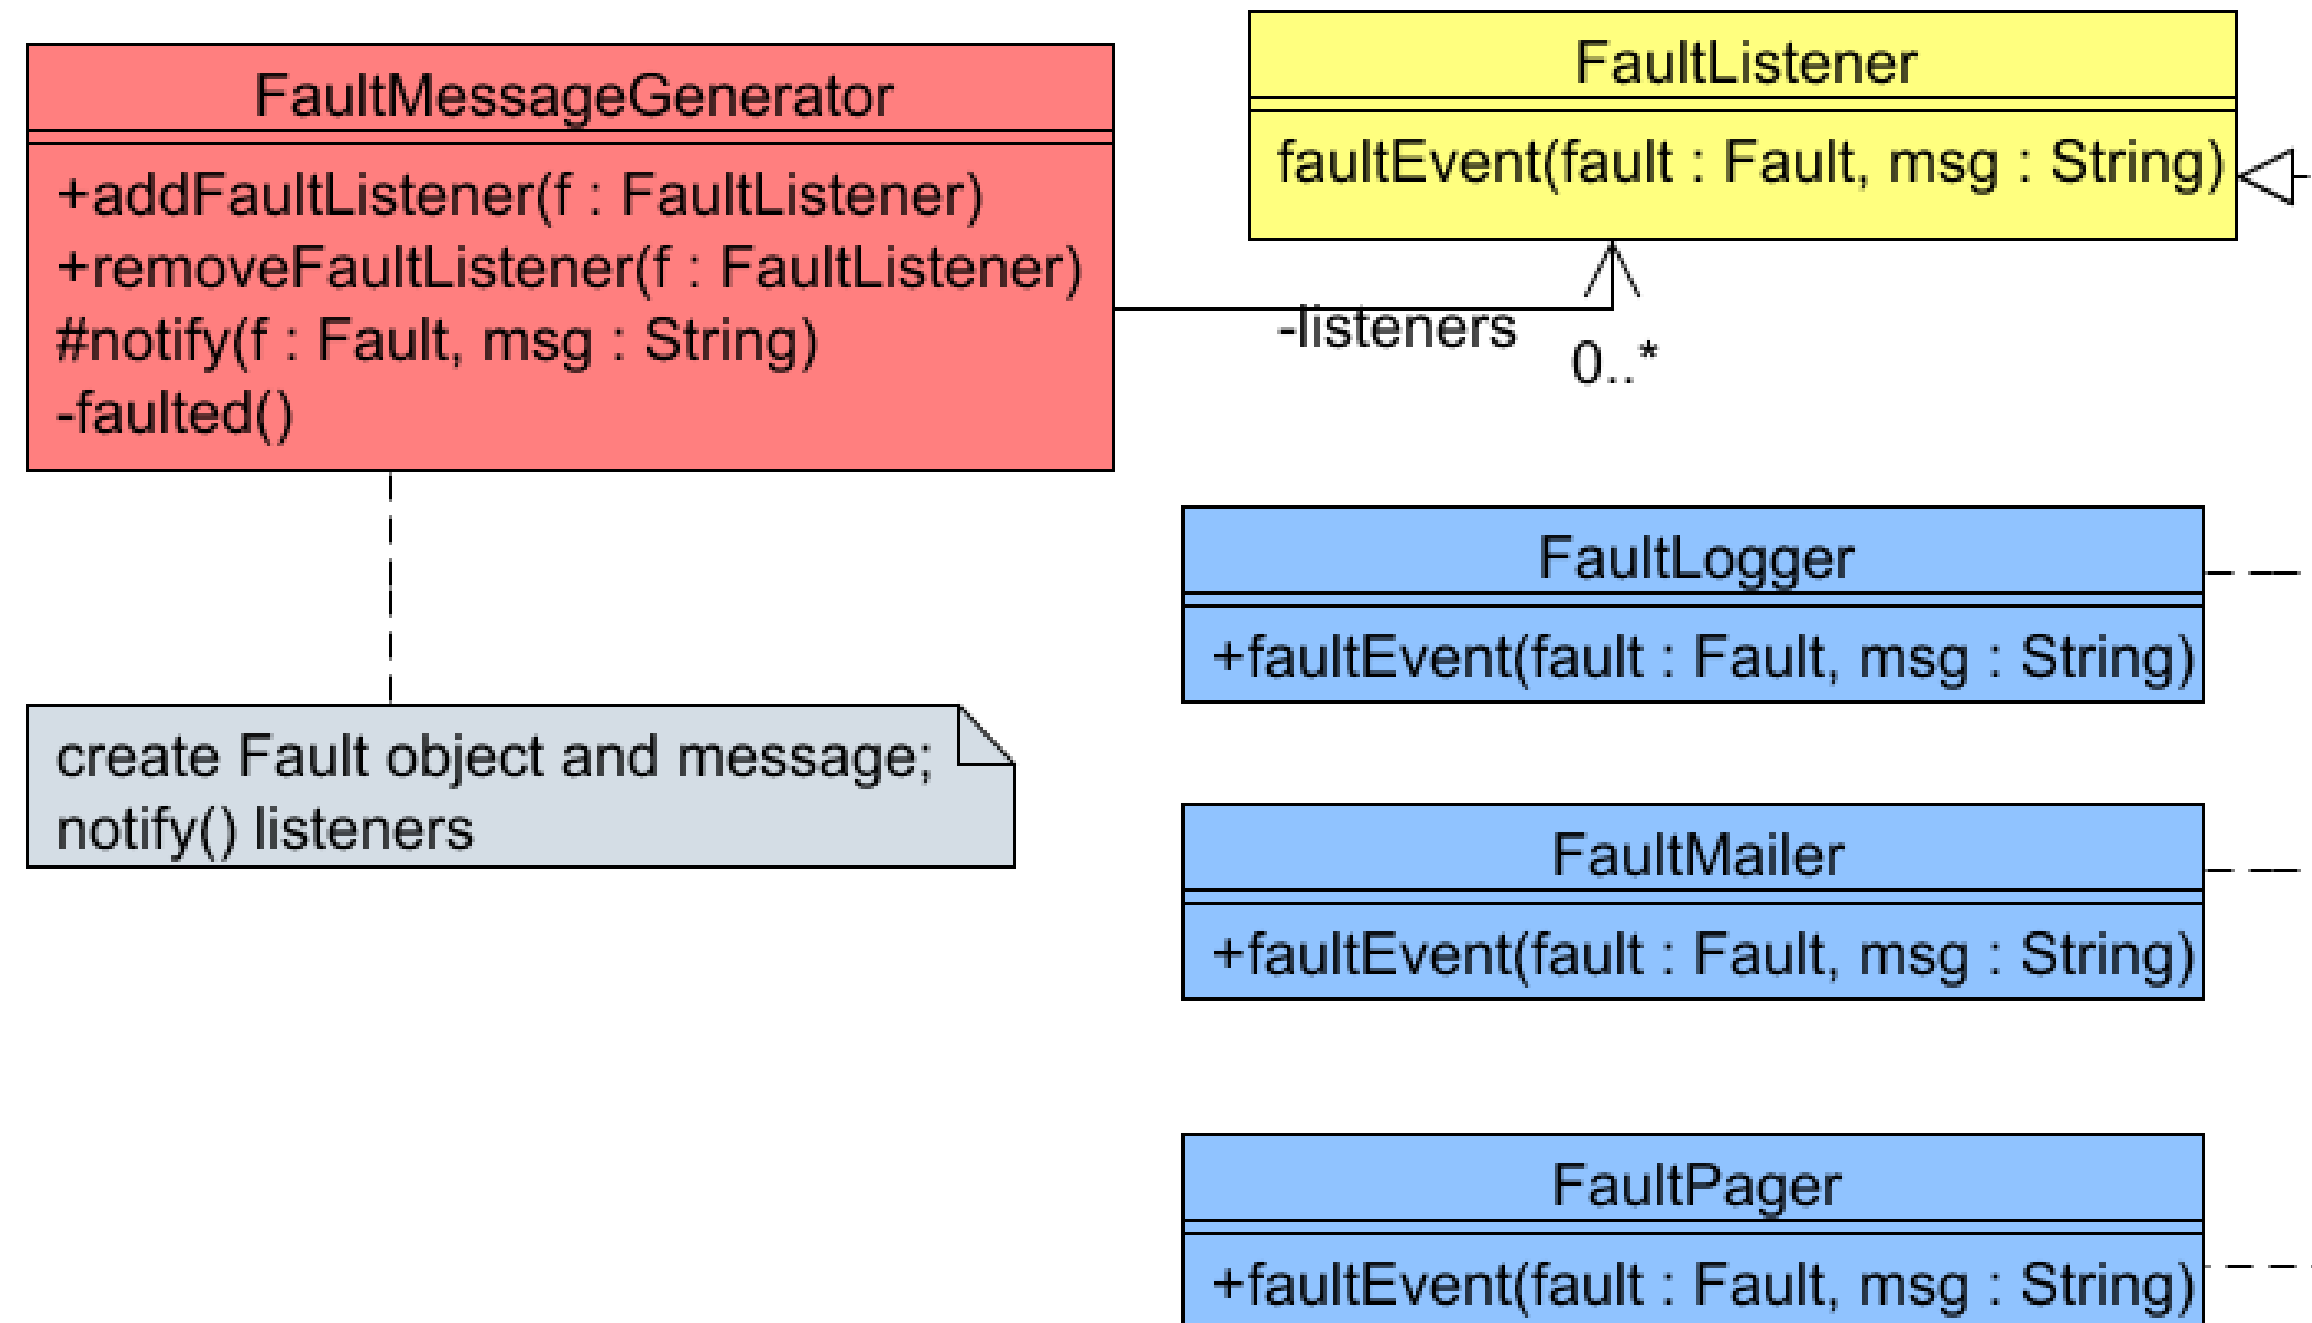 FaultMessageGenerator
+addFaultListener(f : FaultListener)
+removeFaultListener(f : FaultListener)
#notify(f : Fault, msg : String)
-faulted()
FaultListener
faultEvent(fault : Fault, msg : String)
-listeners
0..*
create Fault object and message;
notify() listeners
FaultLogger
+faultEvent(fault : Fault, msg : String)
FaultMailer
+faultEvent(fault : Fault, msg : String)
FaultPager
+faultEvent(fault : Fault, msg : String)